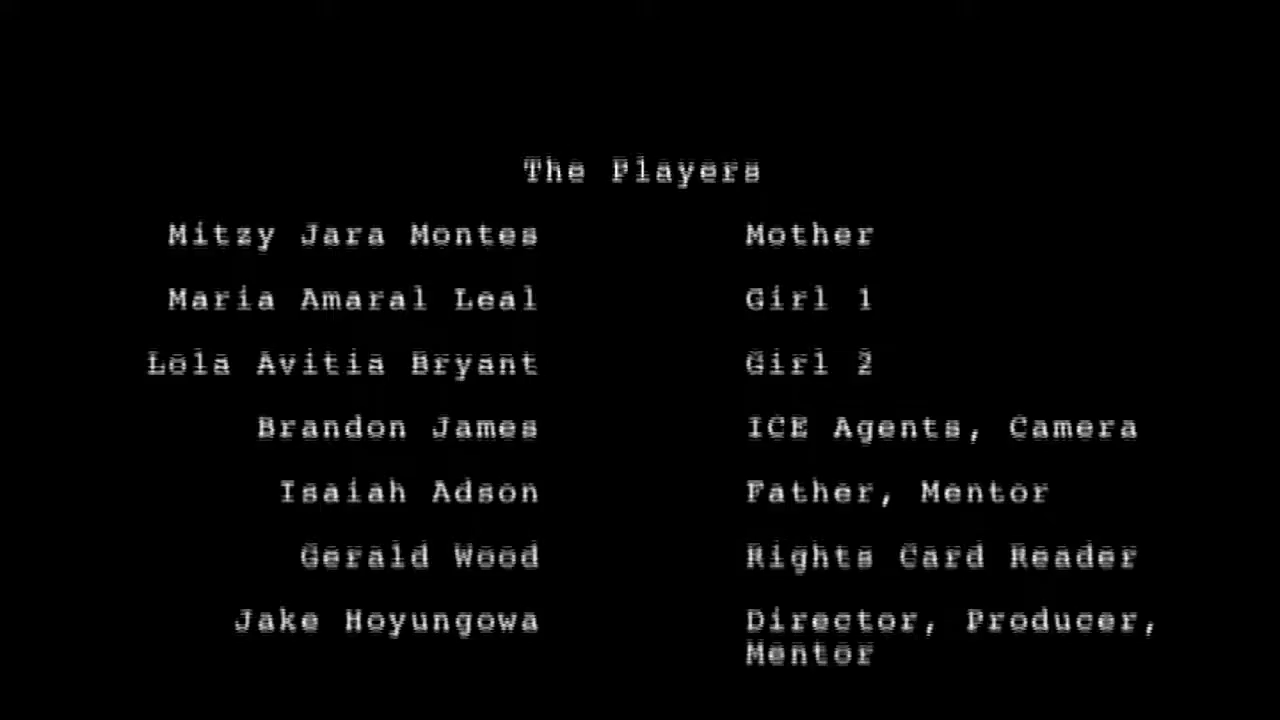 The Players
Mitzy Jara Montes Mother
Maria Amaral Leal Girl 1
Lola Avitia Bryant Girl 2
Brandon James ICE Agents, Camera
Isaiah Adson Father, Mentor
Gerald Wood Rights Card Reader
Jake Hoyungowa Director, Producer,
Mentor